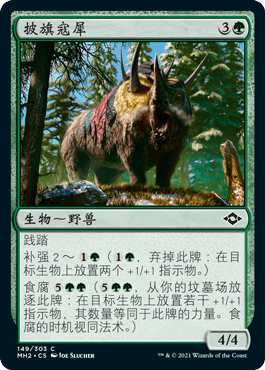 披旗寇犀 3
生物～野兽
践踏
补强2～1（1，弃掉此牌：在目
标生物上放置两个+1/+1指示物。）
食腐5（5，从你的坟墓场放
逐此牌：在目标生物上放置若干+1/+1
指示物，其数量等同于此牌的力量。食
腐的时机视同法术。）
4/4
149/303 C
MH2 • CS JOE SLUCHER
™ & © 2021 Wizards of the Coast